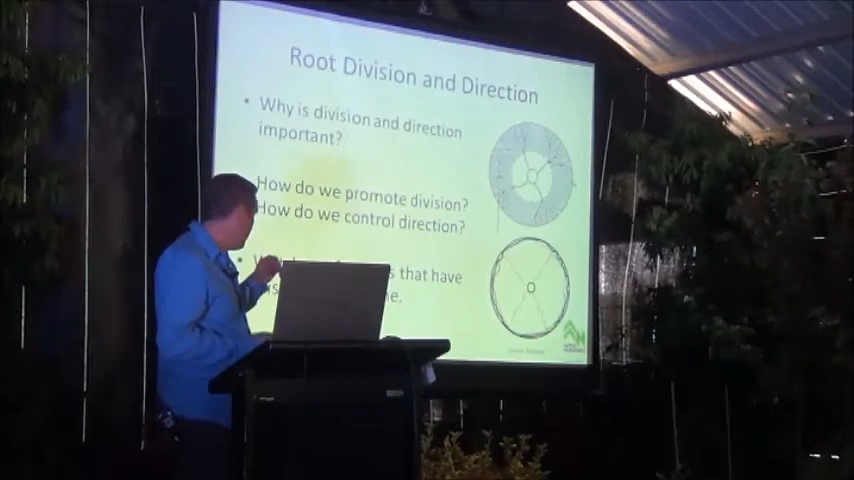 Root Division and Direction
• Why is division and direction
important?
How do we promote division?
How do we control direction?
• s that have